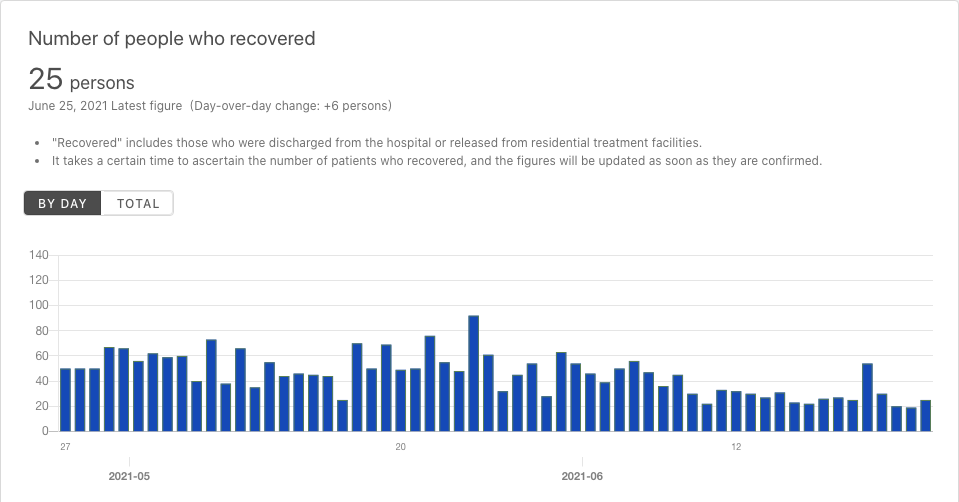 Number of people who recovered
25 persons
June 25, 2021 Latest figure (Day-over-day change: +6 persons)
• "Recovered" includes those who were discharged from the hospital or released from residential treatment facilities.
• It takes a certain time to ascertain the number of patients who recovered, and the figures will be updated as soon as they are confirmed.
BY DAY TOTAL
140
120
100
80
60
40
20
0
27 20 12
2021-05 2021-06